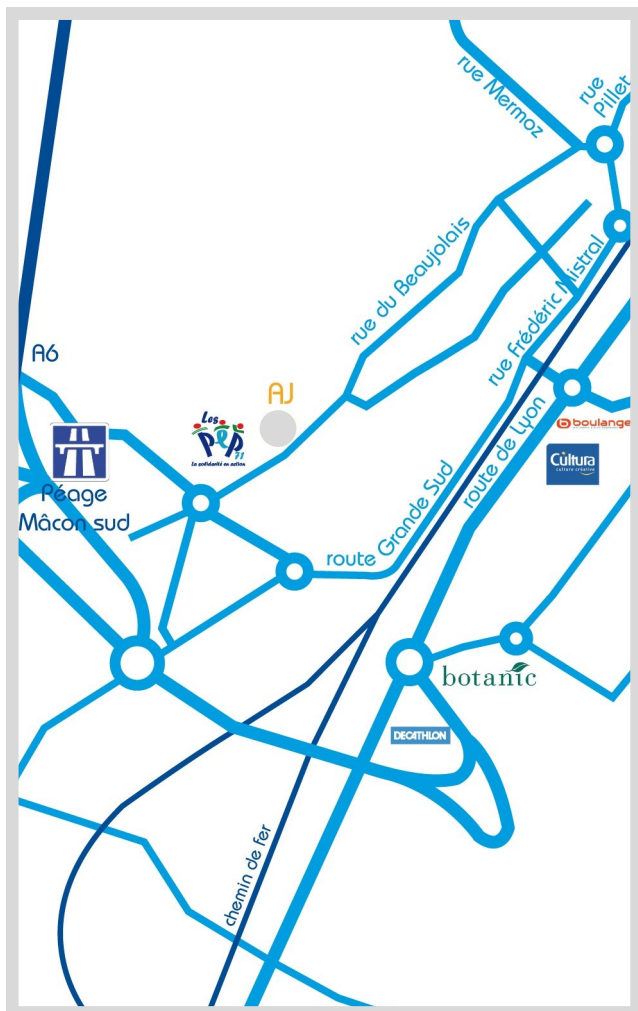 rue Mermoz
rue
Pillet
rue du Beaujolais
rue Frédéric Mistral
A6
AJ
Les
PEP 71
La solidarité en action
boulange
Cultura
culture créative
Péage
Mâcon sud
route de Lyon
route Grande Sud
botanic
DECATHLON
chemin de fer